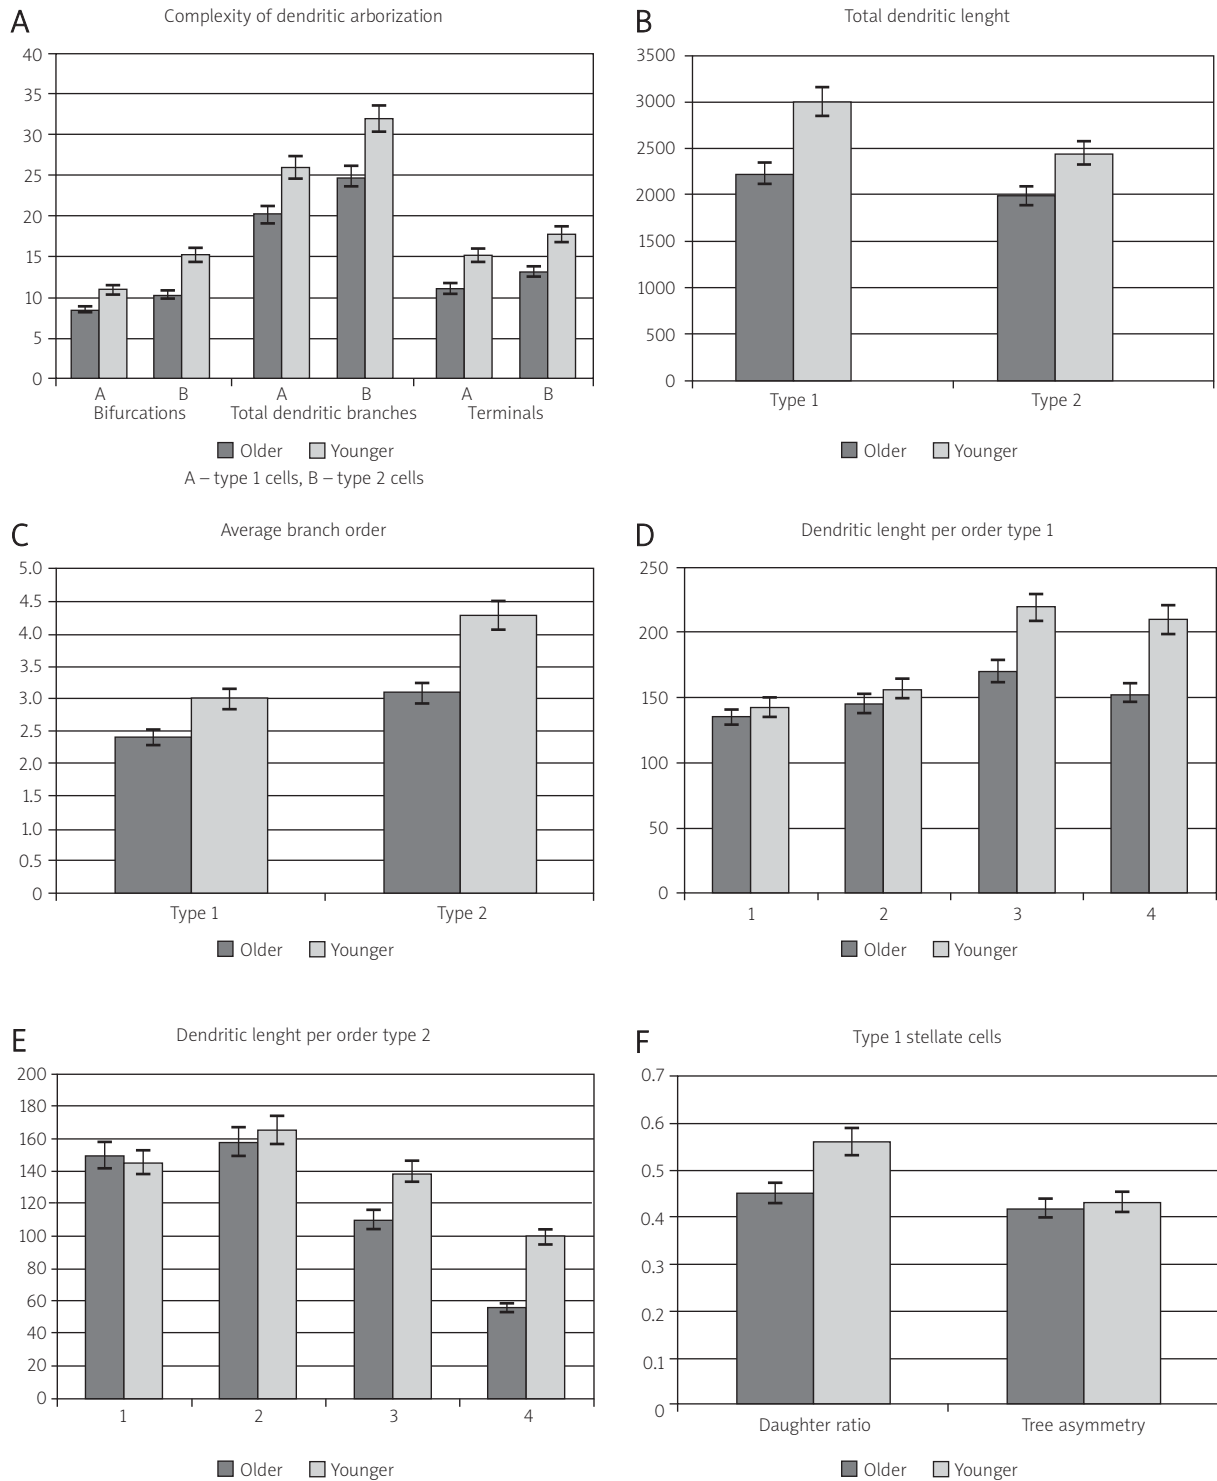 A
Complexity of dendritic arborization
40
35
30
25
20
15
10
5
0
A B A B A B
Bifurcations Total dendritic branches Terminals
Older Younger
A – type 1 cells, B – type 2 cells
B
Total dendritic lenght
3500
3000
2500
2000
1500
1000
500
0
Type 1 Type 2
Older Younger
C
Average branch order
5.0
4.5
4.0
3.5
3.0
2.5
2.0
1.5
1.0
0.5
0
Type 1 Type 2
Older Younger
D
Dendritic lenght per order type 1
250
200
150
100
50
0
1 2 3 4
Older Younger
E
Dendritic lenght per order type 2
200
180
160
140
120
100
80
60
40
20
0
1 2 3 4
Older Younger
F
Type 1 stellate cells
0.7
0.6
0.5
0.4
0.3
0.2
0.1
0
Daughter ratio Tree asymmetry
Older Younger